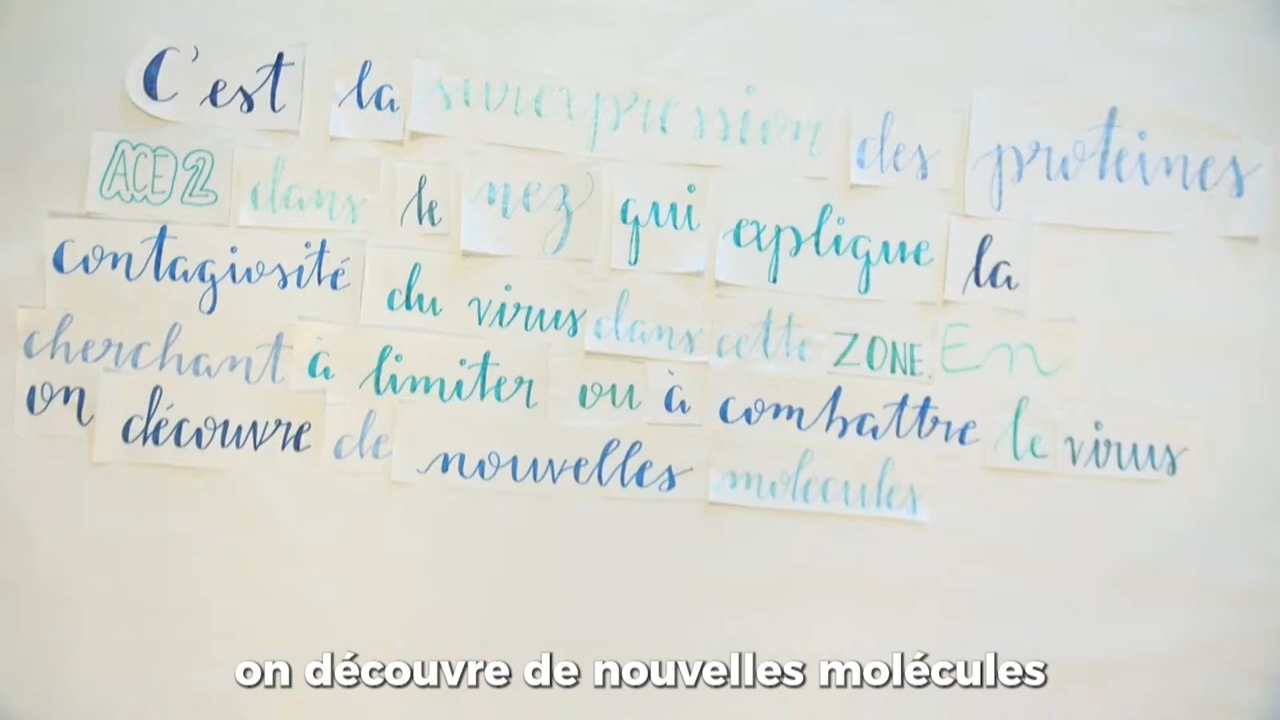 C'est la surexpression des proteines
ACE2 dans le nez qui explique la
contagiosité du virus dans cette ZONE. En
cherchant à limiter ou à combattre le virus
on découvre de nouvelles molécules
on découvre de nouvelles molécules